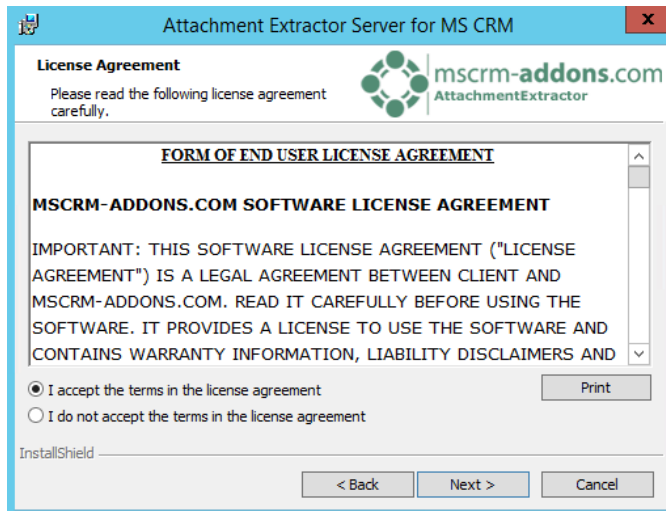 Attachment Extractor Server for MS CRM
x
License Agreement
Please read the following license agreement
carefully.
mscrm-addons.com
AttachmentExtractor
FORM OF END USER LICENSE AGREEMENT
MSCRM-ADDONS.COM SOFTWARE LICENSE AGREEMENT
IMPORTANT: THIS SOFTWARE LICENSE AGREEMENT ("LICENSE
AGREEMENT") IS A LEGAL AGREEMENT BETWEEN CLIENT AND
MSCRM-ADDONS.COM. READ IT CAREFULLY BEFORE USING THE
SOFTWARE. IT PROVIDES A LICENSE TO USE THE SOFTWARE AND
CONTAINS WARRANTY INFORMATION, LIABILITY DISCLAIMERS AND
I accept the terms in the license agreement
Print
I do not accept the terms in the license agreement
InstallShield
< Back Next > Cancel